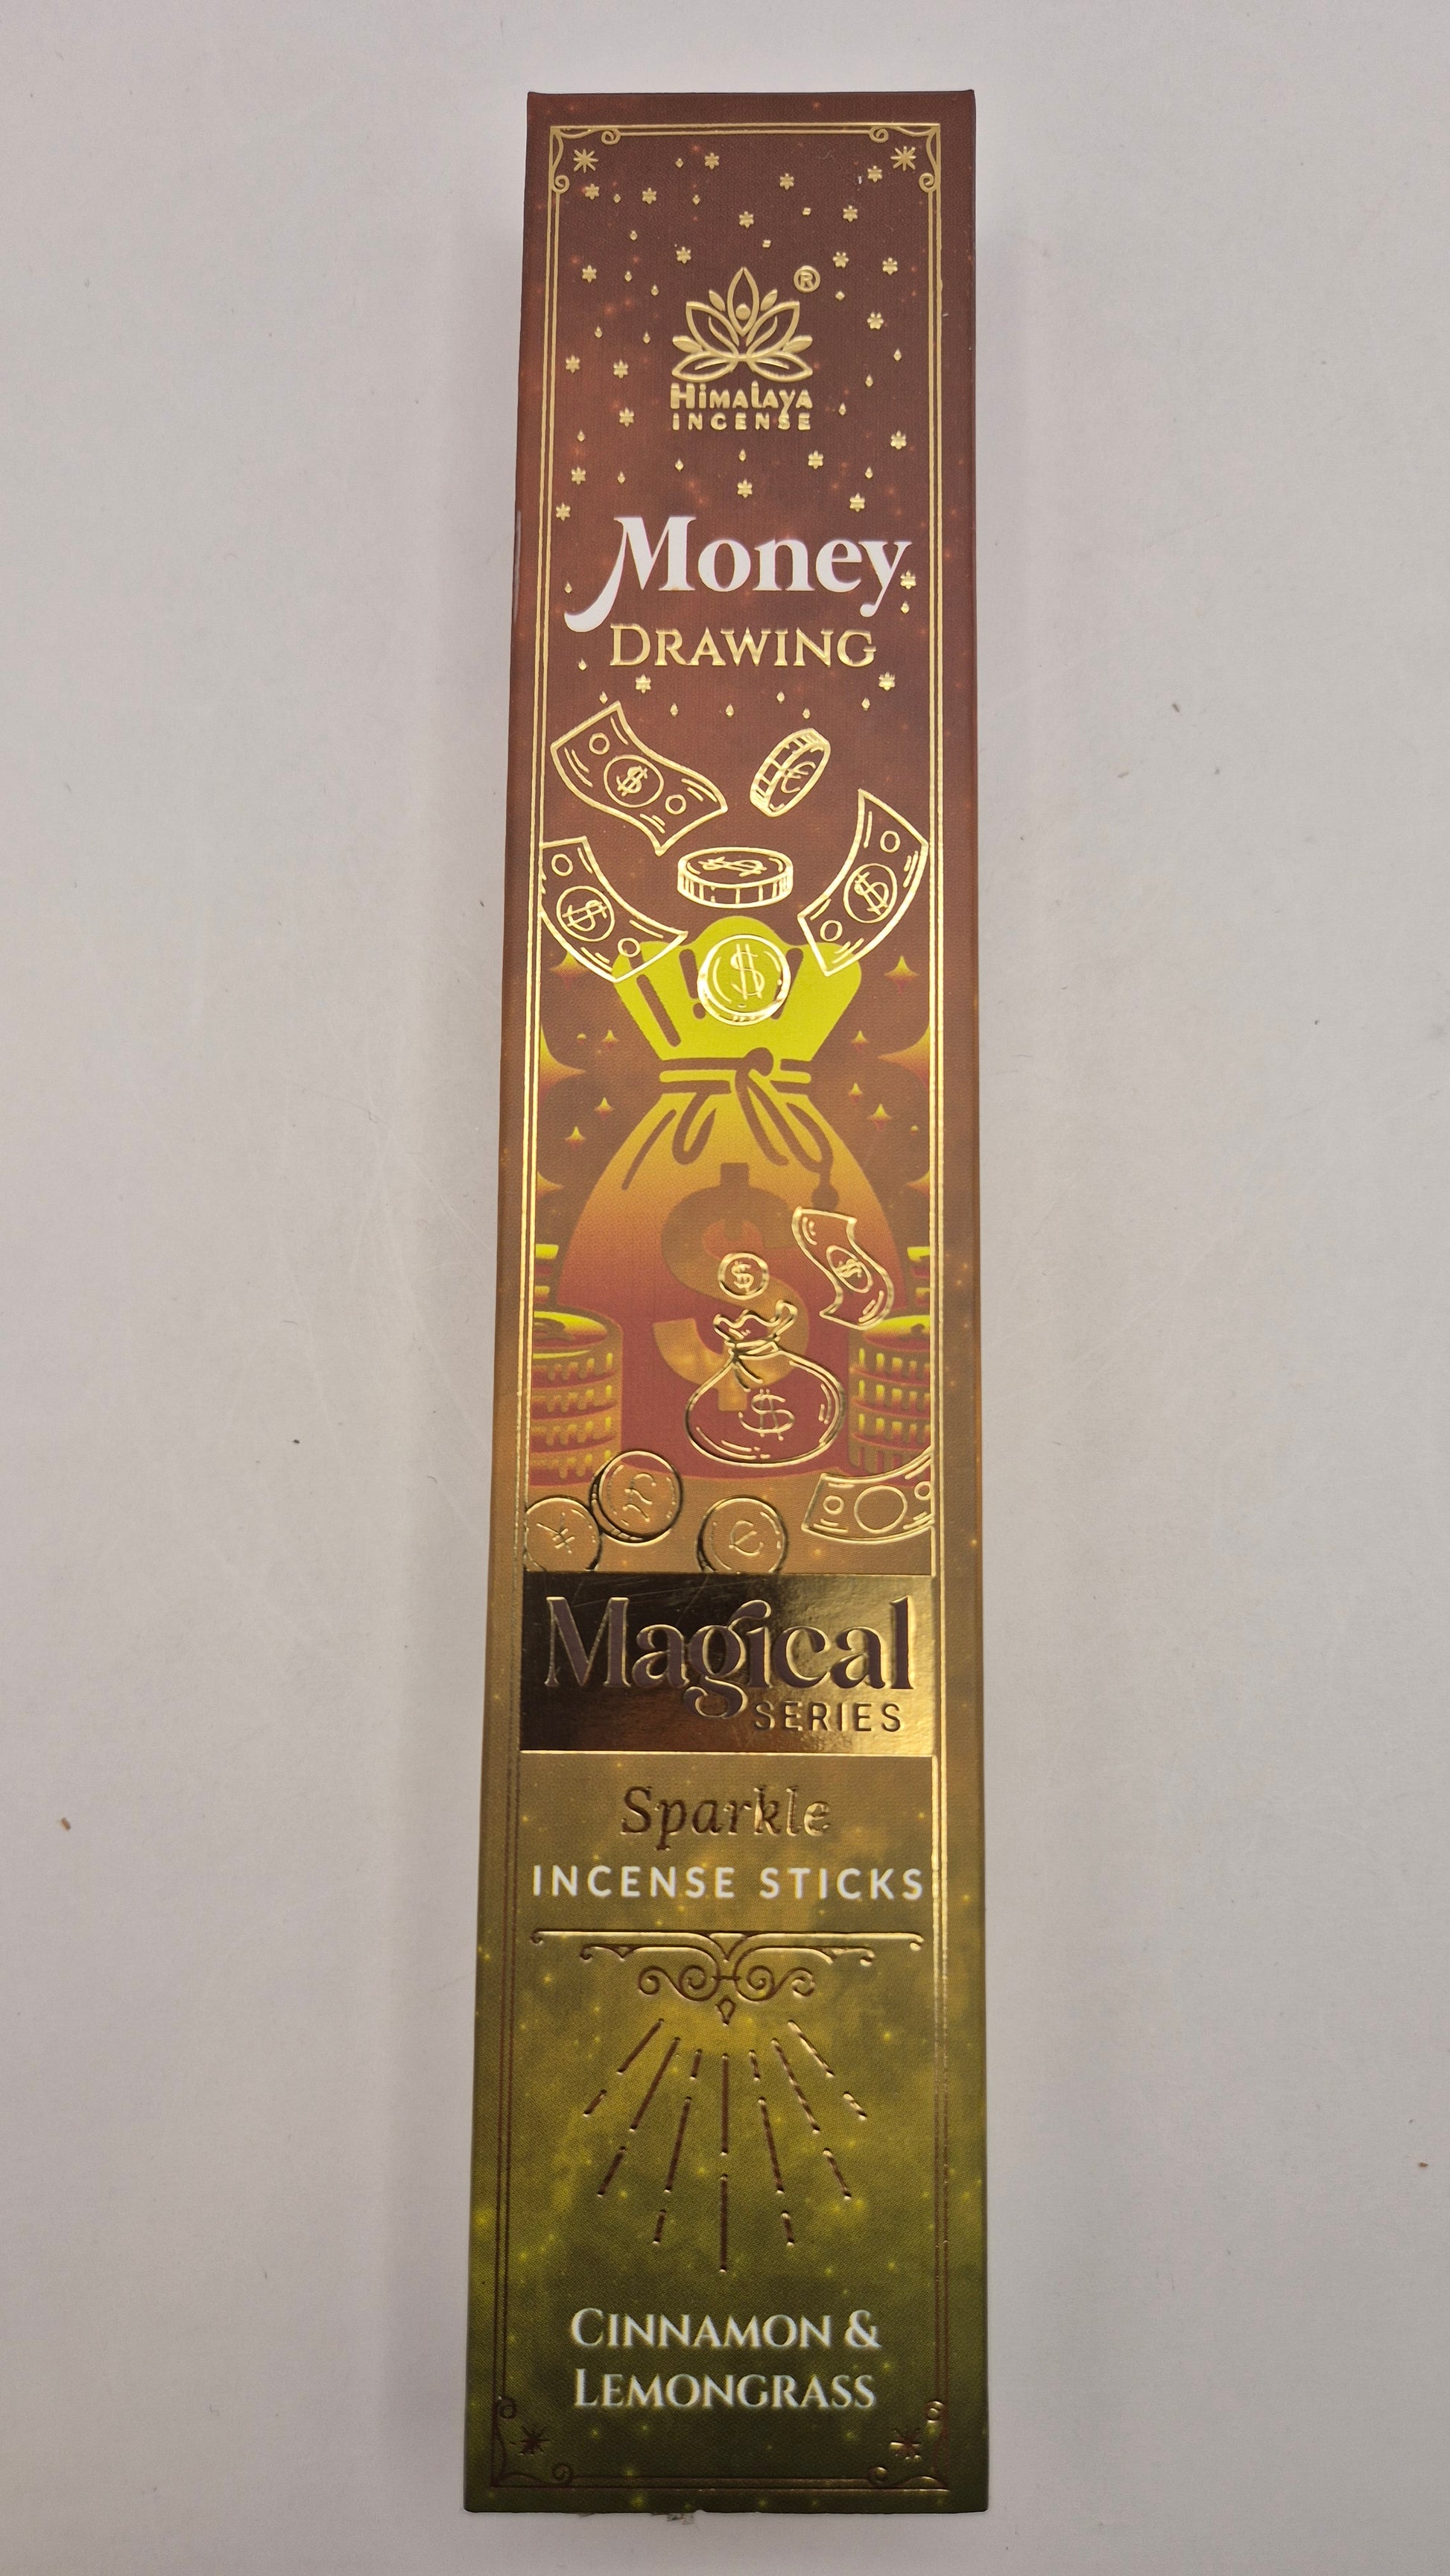 ®
Himalaya
INCENSE
Money
DRAWING
$
€
$
$
$
$
$
$
$
$
¥
Magical
SERIES
Sparkle
INCENSE STICKS
CINNAMON &
LEMONGRASS